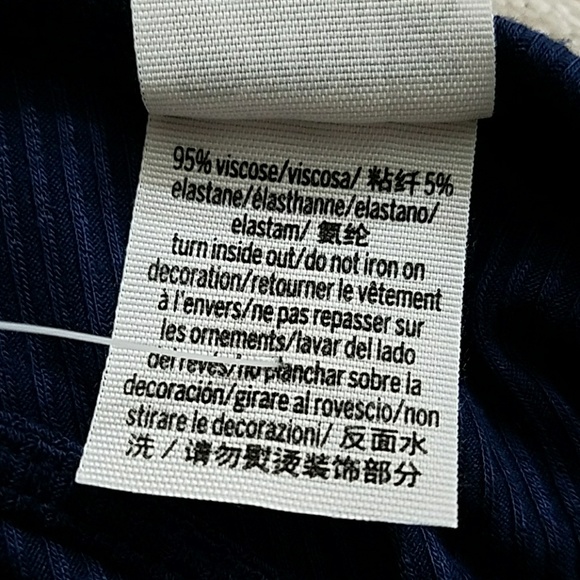 95% viscose/viscosa/ 粘纤 5%
elastane/élasthanne/elastano/
elastam/ 氨纶
turn inside out/do not iron on
decoration/retourner le vêtement
à l'envers/ne pas repasser sur
les ornements/lavar del lado
del revés/no planchar sobre la
decoración/girare al rovescio/non
stirare le decorazioni/ 反面水
洗 / 请勿熨烫装饰部分